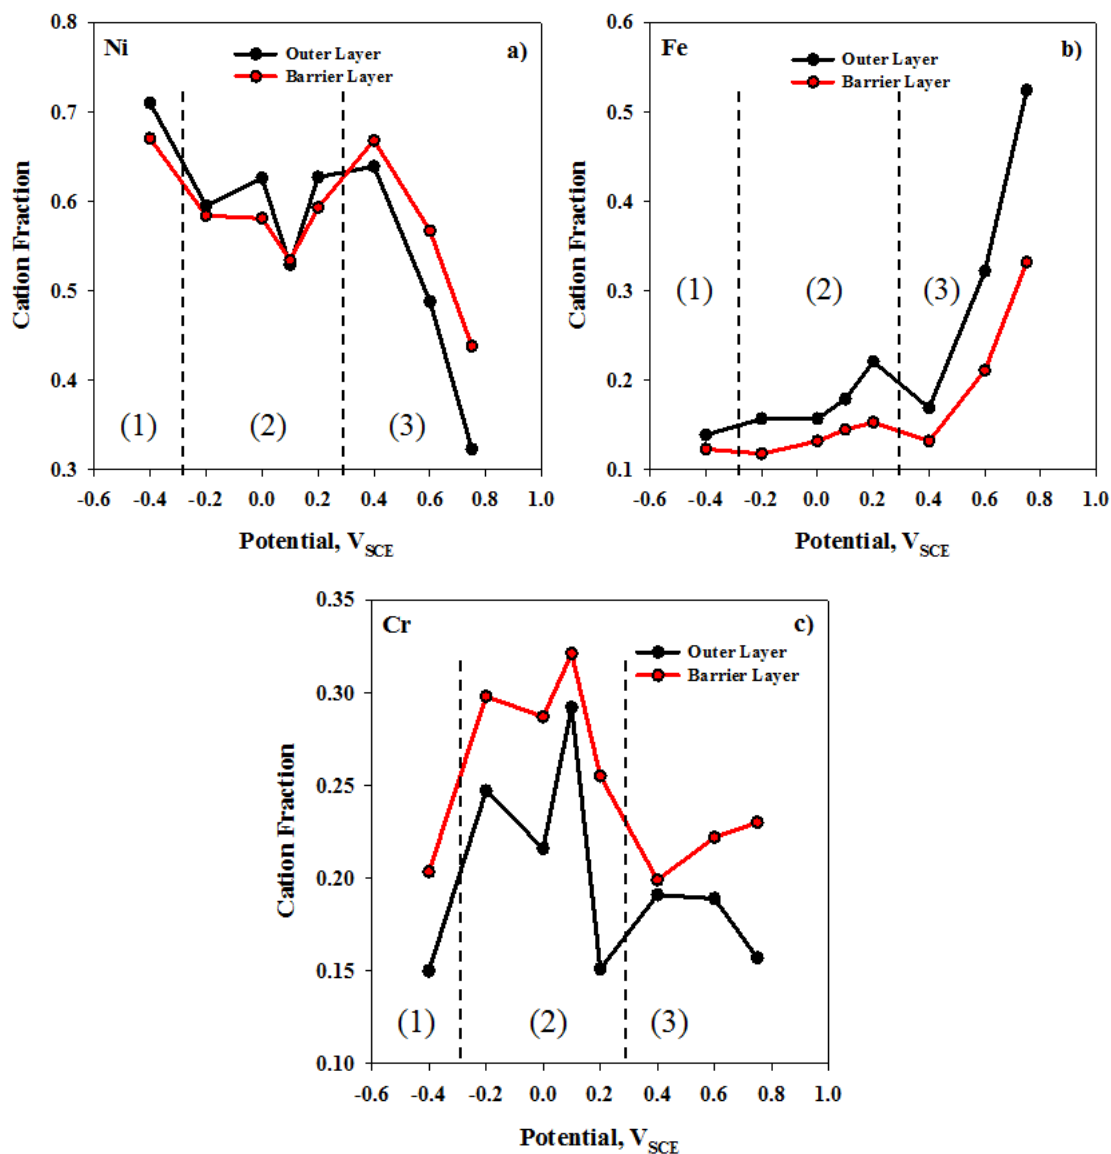 Ni
a)
Outer Layer
Barrier Layer
Cation Fraction
0.8
0.7
0.6
0.5
0.4
0.3
(1)
(2)
(3)
-0.6 -0.4 -0.2 0.0 0.2 0.4 0.6 0.8 1.0
Potential, VSCE
Fe
b)
Outer Layer
Barrier Layer
Cation Fraction
0.6
0.5
0.3
0.2
0.1
(1)
(2)
(3)
-0.6 -0.4 -0.2 0.0 0.2 0.4 0.6 0.8 1.0
Potential, VSCE
Cr
c)
Outer Layer
Barrier Layer
Cation Fraction
0.35
0.30
0.25
0.20
0.15
0.10
(1)
(2)
(3)
-0.6 -0.4 -0.2 0.0 0.2 0.4 0.6 0.8 1.0
Potential, VSCE